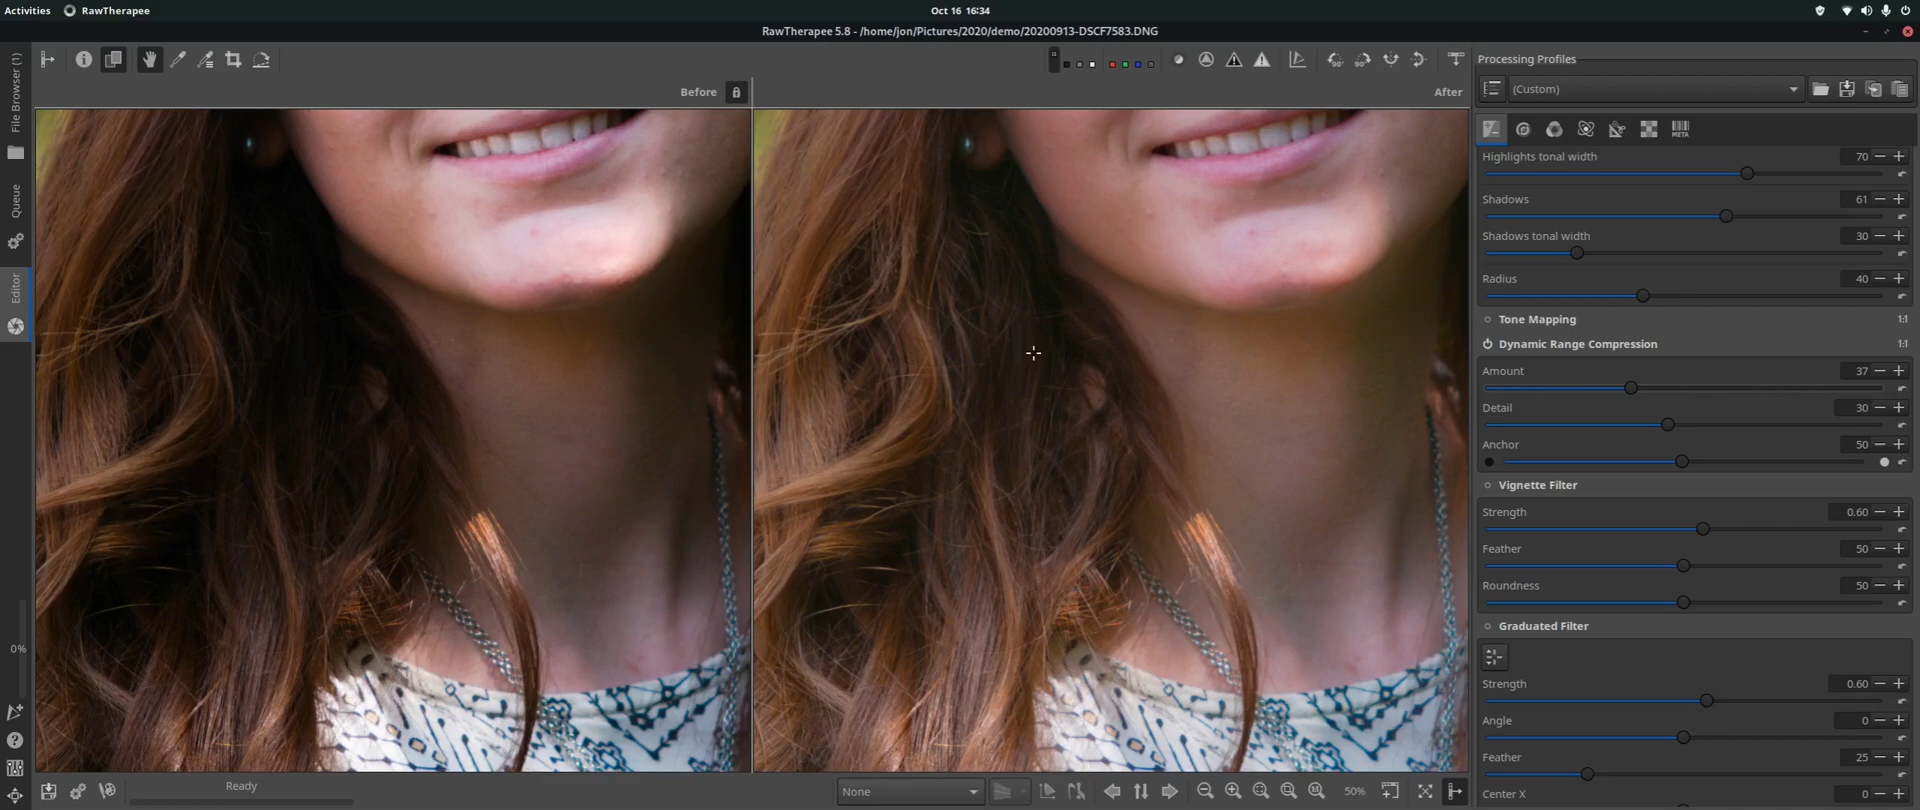 Activities
RawTherapee
Oct 16 16:34
RawTherapee 5.8 - /home/jon/Pictures/2020/demo/20200913-DSCF7583.DNG
File Browser (1)
Queue
Editor
0%
Before
After
Processing Profiles
(Custom)
META
Highlights tonal width 70
Shadows 61
Shadows tonal width 30
Radius 40
Tone Mapping 1:1
Dynamic Range Compression 1:1
Amount 37
Detail 30
Anchor 50
Vignette Filter
Strength 0.60
Feather 50
Roundness 50
Graduated Filter
Strength 0.60
Angle 0
Feather 25
Center X 0
Ready
None
50%